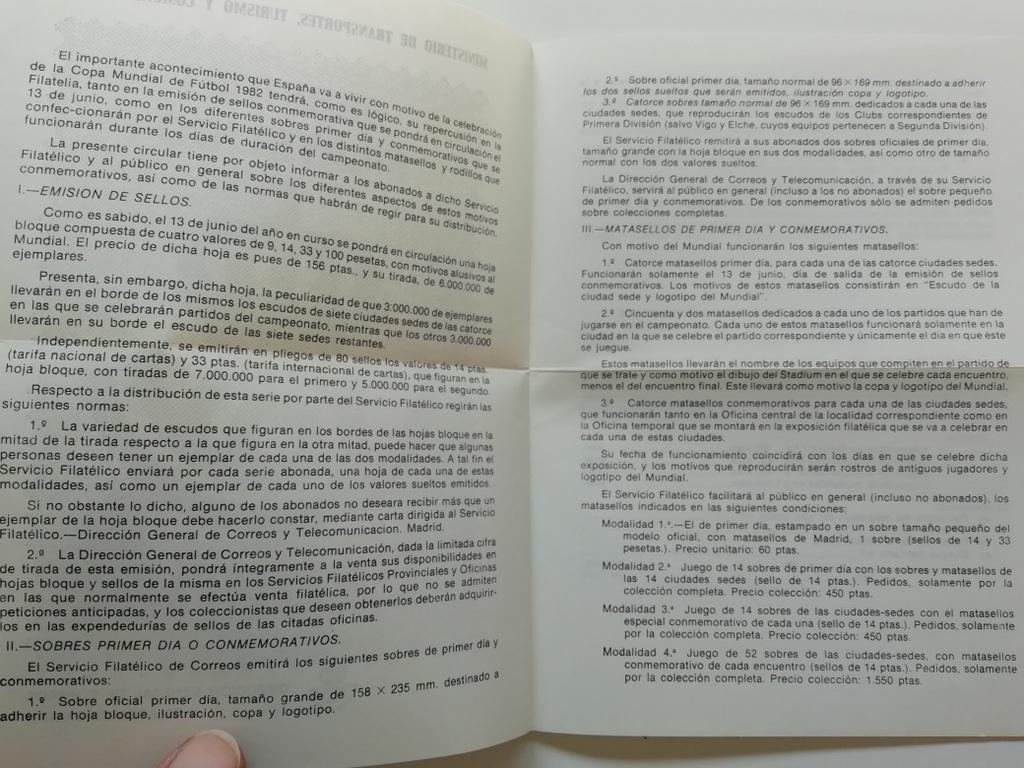 MINISTERIO DE TRANSPORTES, TURISMO Y
El importante acontecimiento que España va a vivir con motivo de la celebración
de la Copa Mundial de Fútbol 1982 tendrá, como es lógico, su repercusión en la
Filatelia, tanto en la emisión de sellos conmemorativa que se pondrá en circulación el
13 de junio, como en los diferentes sobres primer día y conmemorativos que se
confec-cionarán por el Servicio Filatélico y en los distintos matasellos y rodillos que
funcionarán durante los días de duración del campeonato.
La presente circular tiene por objeto informar a los abonados a dicho Servicio
Filatélico y al público en general sobre los diferentes aspectos de estos motivos
conmemorativos, así como de las normas que habrán de regir para su distribución.
I.—EMISION DE SELLOS.
Como es sabido, el 13 de junio del año en curso se pondrá en circulación una hoja
bloque compuesta de cuatro valores de 9, 14, 33 y 100 pesetas, con motivos alusivos al
Mundial. El precio de dicha hoja es pues de 156 ptas., y su tirada, de 6.000.000 de
ejemplares.
Presenta, sin embargo, dicha hoja, la peculiaridad de que 3.000.000 de ejemplares
llevarán en el borde de los mismos los escudos de siete ciudades sedes de las catorce
en las que se celebrarán partidos del campeonato, mientras que los otros 3.000.000
llevarán en su borde el escudo de las siete sedes restantes.
Independientemente, se emitirán en pliegos de 80 sellos los valores de 14 ptas.
(tarifa nacional de cartas) y 33 ptas. (tarifa internacional de cartas), que figuran en la
hoja bloque, con tiradas de 7.000.000 para el primero y 5.000.000 para el segundo.
Respecto a la distribución de esta serie por parte del Servicio Filatélico regirán las
siguientes normas:
1.º La variedad de escudos que figuran en los bordes de las hojas bloque en la
mitad de la tirada respecto a la que figura en la otra mitad, puede hacer que algunas
personas deseen tener un ejemplar de cada una de las dos modalidades. A tal fin el
Servicio Filatélico enviará por cada serie abonada, una hoja de cada una de estas
modalidades, así como un ejemplar de cada uno de los valores sueltos emitidos.
Si no obstante lo dicho, alguno de los abonados no deseara recibir más que un
ejemplar de la hoja bloque debe hacerlo constar, mediante carta dirigida al Servicio
Filatélico.—Dirección General de Correos y Telecomunicacion. Madrid.
2.º La Dirección General de Correos y Telecomunicación, dada la limitada cifra
de tirada de esta emisión, pondrá íntegramente a la venta sus disponibilidades en
hojas bloque y sellos de la misma en los Servicios Filatélicos Provinciales y Oficinas
en las que normalmente se efectúa venta filatélica, por lo que no se admiten
peticiones anticipadas, y los coleccionistas que deseen obtenerlos deberán adquirir-
los en las expendedurías de sellos de las citadas oficinas.
II.—SOBRES PRIMER DIA O CONMEMORATIVOS.
El Servicio Filatélico de Correos emitirá los siguientes sobres de primer día y
conmemorativos:
1.º Sobre oficial primer día, tamaño grande de 158 × 235 mm. destinado a
adherir la hoja bloque, ilustración, copa y logotipo.
2.º Sobre oficial primer día, tamaño normal de 96 × 169 mm. destinado a adherir
los dos sellos sueltos que serán emitidos, ilustración copa y logotipo.
3.º Catorce sobres tamaño normal de 96 × 169 mm. dedicados a cada una de las
ciudades sedes, que reproducirán los escudos de los Clubs correspondientes de
Primera División (salvo Vigo y Elche, cuyos equipos pertenecen a Segunda División).
El Servicio Filatélico remitirá a sus abonados dos sobres oficiales de primer día,
tamaño grande con la hoja bloque en sus dos modalidades, así como otro de tamaño
normal con los dos valores sueltos.
La Dirección General de Correos y Telecomunicación, a través de su Servicio
Filatélico, servirá al público en general (incluso a los no abonados) el sobre pequeño
de primer día y conmemorativos. De los conmemorativos sólo se admiten pedidos
sobre colecciones completas.
III.—MATASELLOS DE PRIMER DIA Y CONMEMORATIVOS.
Con motivo del Mundial funcionarán los siguientes matasellos:
1.º Catorce matasellos primer día, para cada una de las catorce ciudades sedes.
Funcionarán solamente el 13 de junio, día de salida de la emisión de sellos
conmemorativos. Los motivos de estos matasellos consistirán en "Escudo de la
ciudad sede y logotipo del Mundial".
2.º Cincuenta y dos matasellos dedicados a cada uno de los partidos que han de
jugarse en el campeonato. Cada uno de estos matasellos funcionará solamente en la
ciudad en la que se celebre el partido correspondiente y únicamente el día en que éste
se juegue.
Estos matasellos llevarán el nombre de los equipos que compiten en el partido de
que se trate y como motivo el dibujo del Stadium en el que se celebre cada encuentro,
menos el del encuentro final. Este llevará como motivo la copa y logotipo del Mundial.
3.º Catorce matasellos conmemorativos para cada una de las ciudades sedes,
que funcionarán tanto en la Oficina central de la localidad correspondiente como en
la Oficina temporal que se montará en la exposición filatélica que se va a celebrar en
cada una de estas ciudades.
Su fecha de funcionamiento coincidirá con los días en que se celebre dicha
exposición, y los motivos que reproducirán serán rostros de antiguos jugadores y
logotipo del Mundial.
El Servicio Filatélico facilitará al público en general (incluso no abonados), los
matasellos indicados en las siguientes condiciones:
Modalidad 1.ª.—El de primer día, estampado en un sobre tamaño pequeño del
modelo oficial, con matasellos de Madrid, 1 sobre (sellos de 14 y 33
pesetas.). Precio unitario: 60 ptas.
Modalidad 2.ª Juego de 14 sobres de primer día con los sobres y matasellos de
las 14 ciudades sedes (sello de 14 ptas.). Pedidos, solamente por la
colección completa. Precio colección: 450 ptas.
Modalidad 3.ª Juego de 14 sobres de las ciudades-sedes con el matasellos
especial conmemorativo de cada una (sello de 14 ptas.). Pedidos, solamente
por la colección completa. Precio colección: 450 ptas.
Modalidad 4.ª Juego de 52 sobres de las ciudades-sedes, con matasellos
conmemorativo de cada encuentro (sellos de 14 ptas.). Pedidos, solamente
por la colección completa. Precio colección: 1.550 ptas.